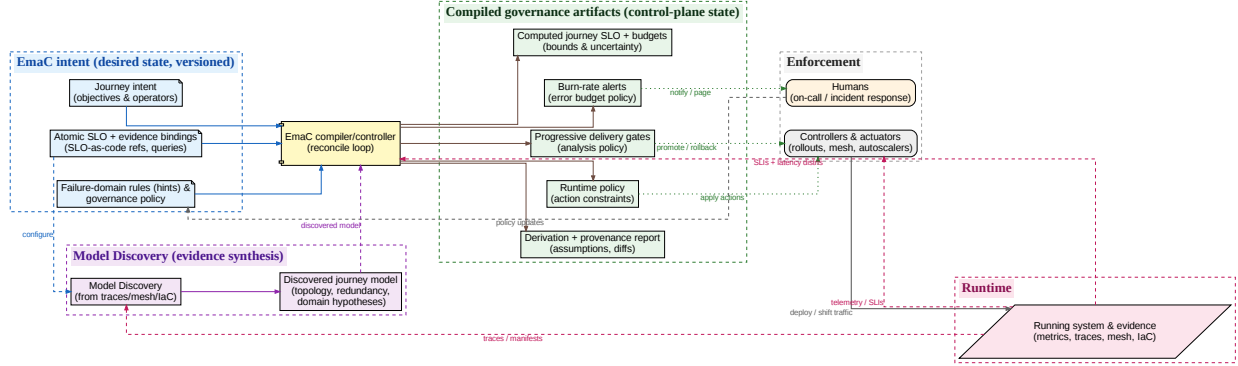 Compiled governance artifacts (control-plane state)
Computed journey SLO + budgets
(bounds & uncertainty)
EmaC intent (desired state, versioned)
Enforcement
Journey intent
(objectives & operators)
Burn-rate alerts
(error budget policy)
notify / page
Humans
(on-call / incident response)
Atomic SLO + evidence bindings
(SLO-as-code refs, queries)
EmaC compiler/controller
(reconcile loop)
Progressive delivery gates
(analysis policy)
promote / rollback
Controllers & actuators
(rollouts, mesh, autoscalers)
SLIs + latency distrs
Failure-domain rules (hints) &
governance policy
Runtime policy
(action constraints)
apply actions
policy updates
discovered model
configure
Derivation + provenance report
(assumptions, diffs)
Model Discovery (evidence synthesis)
Model Discovery
(from traces/mesh/IaC)
Discovered journey model
(topology, redundancy,
domain hypotheses)
Runtime
telemetry / SLIs
deploy / shift traffic
Running system & evidence
(metrics, traces, mesh, IaC)
traces / manifests